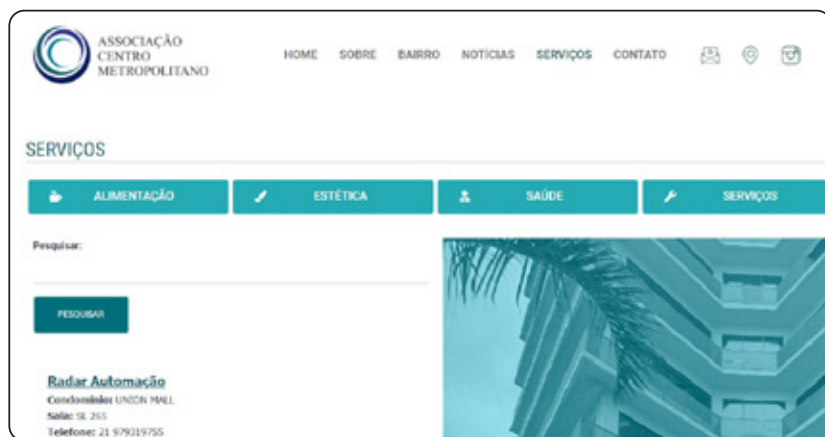 ASSOCIAÇÃO
CENTRO
METROPOLITANO
HOME SOBRE BAIRRO NOTÍCIAS SERVIÇOS CONTATO
SERVIÇOS
ALIMENTAÇÃO ESTÉTICA SAÚDE SERVIÇOS
Pesquisar:
PESQUISAR
Radar Automação
Condomínio: UNION MALL
Sala: SL 265
Telefone: 21 979319755